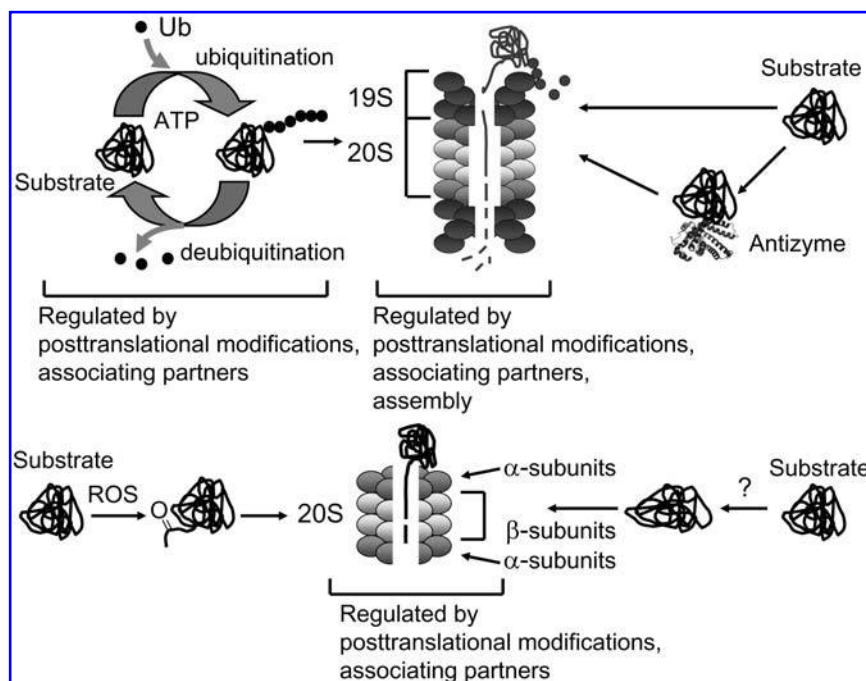 Ub
ubiquitination
ATP
Substrate
deubiquitination
Regulated by
posttranslational modifications,
associating partners
19S
20S
Regulated by
posttranslational modifications,
associating partners,
assembly
Substrate
Antizyme
Substrate
ROS
O
20S
α-subunits
β-subunits
α-subunits
?
Substrate
Regulated by
posttranslational modifications,
associating partners